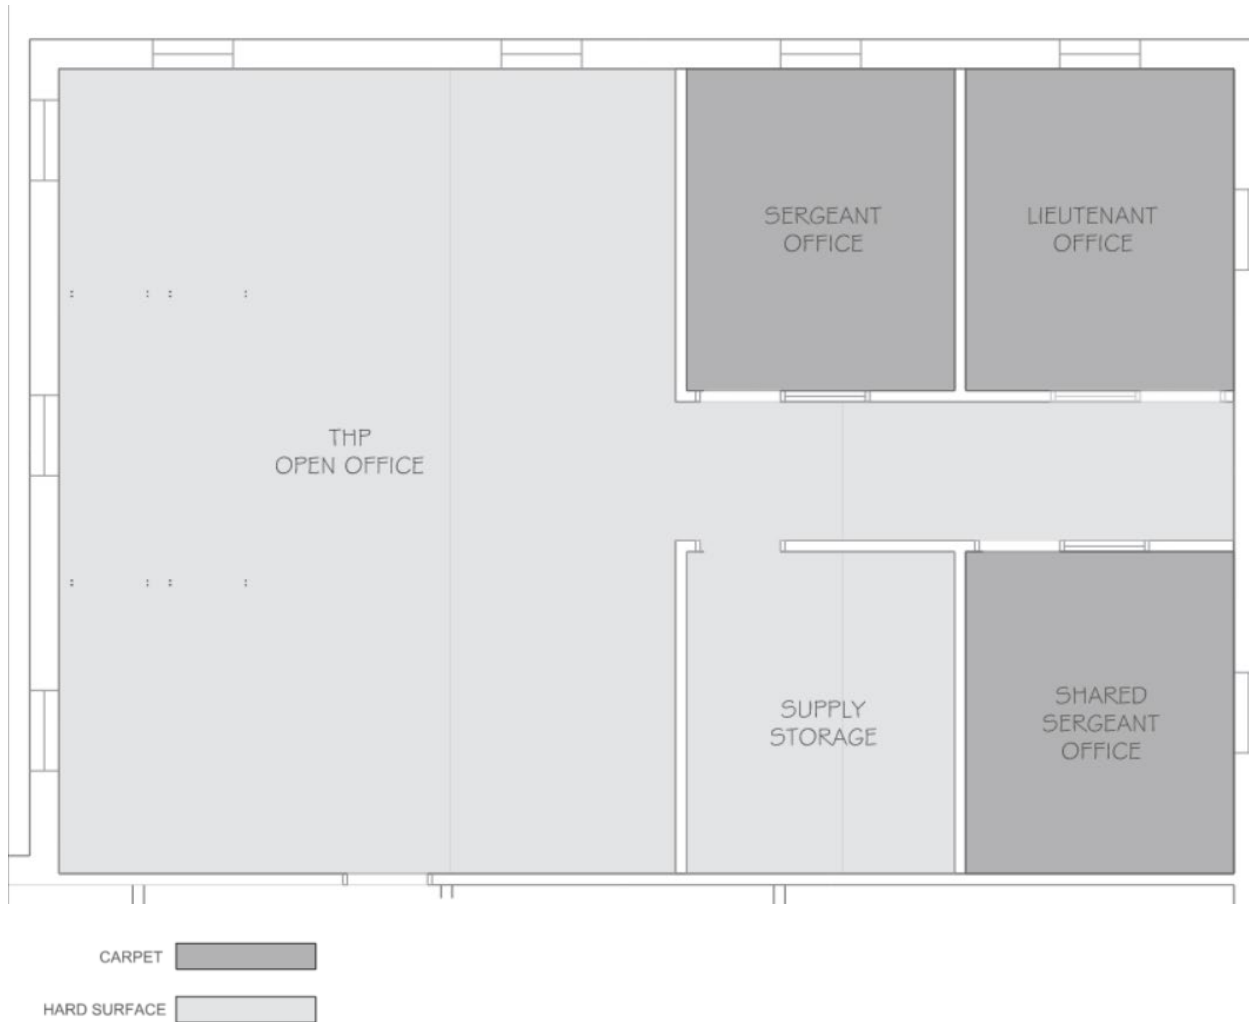 SERGEANT
OFFICE
LIEUTENANT
OFFICE
THP
OPEN OFFICE
SUPPLY
STORAGE
SHARED
SERGEANT
OFFICE
CARPET
HARD SURFACE